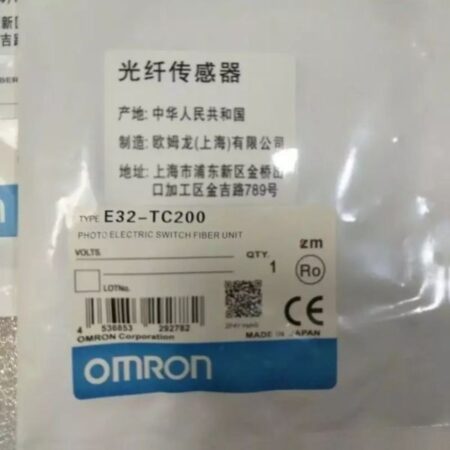 光纤传感器
产地: 中华人民共和国
制造: 欧姆龙(上海)有限公司
地址: 上海市浦东新区金桥出
口加工区金吉路789号
TYPE E32-TC200
PHOTO ELECTRIC SWITCH FIBER UNIT
VOLTS.
QTY.
1
LOTNo.
Ro
CE
4 536853 292782
OMRON Corporation
MADE IN JAPAN
OMRON